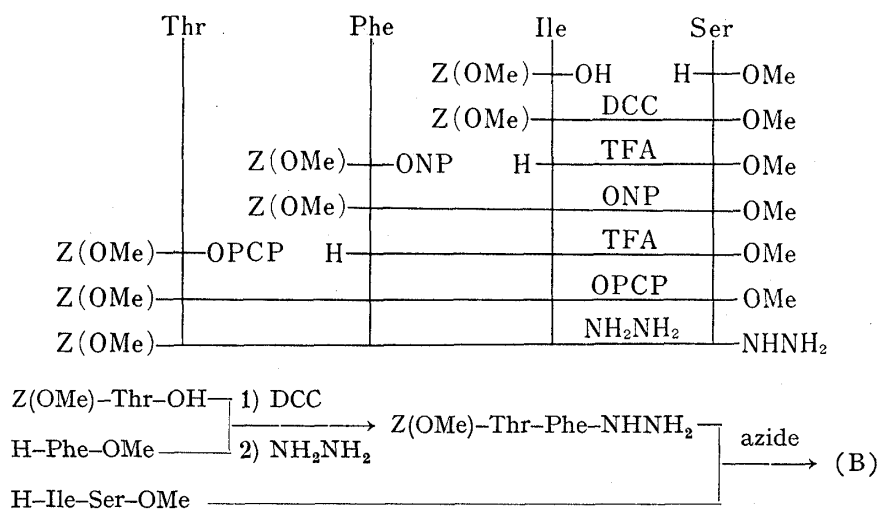 Thr Phe Ile Ser
Z(OMe) OH H OMe
Z(OMe) DCC OMe
Z(OMe) ONP H TFA OMe
Z(OMe) ONP OMe
Z(OMe) OPCP H TFA OMe
Z(OMe) OPCP OMe
Z(OMe) NH₂NH₂ NHNH₂
Z(OMe)–Thr–OH 1) DCC
Z(OMe)–Thr–Phe–NHNH₂
H–Phe–OMe 2) NH₂NH₂
azide
(B)
H–Ile–Ser–OMe